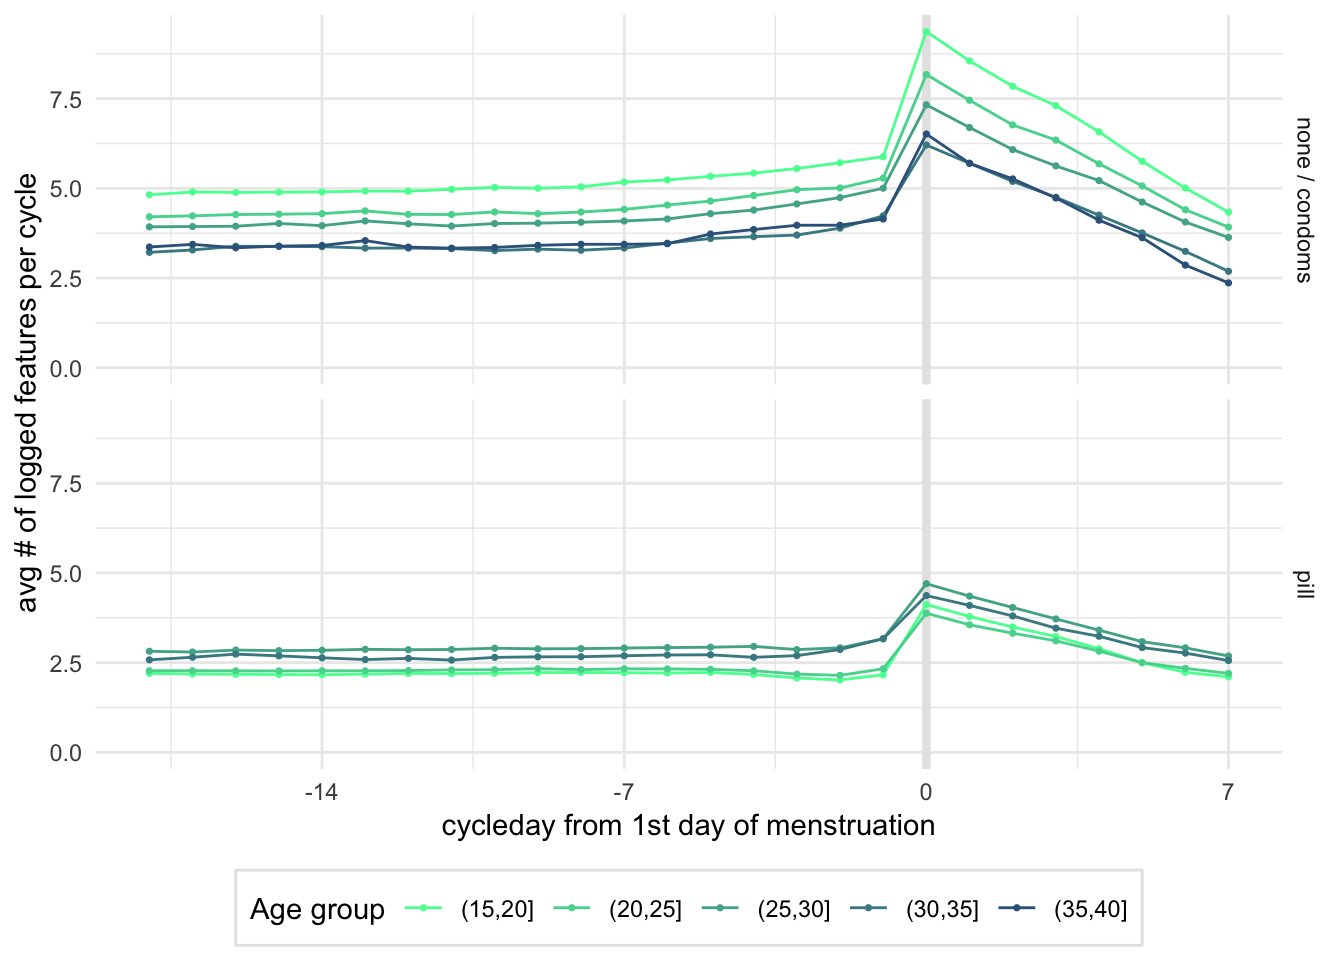 avg # of logged features per cycle
7.5
5.0
2.5
0.0
none / condoms
7.5
5.0
2.5
0.0
pill
-14 -7 0 7
cycleday from 1st day of menstruation
Age group (15,20] (20,25] (25,30] (30,35] (35,40]